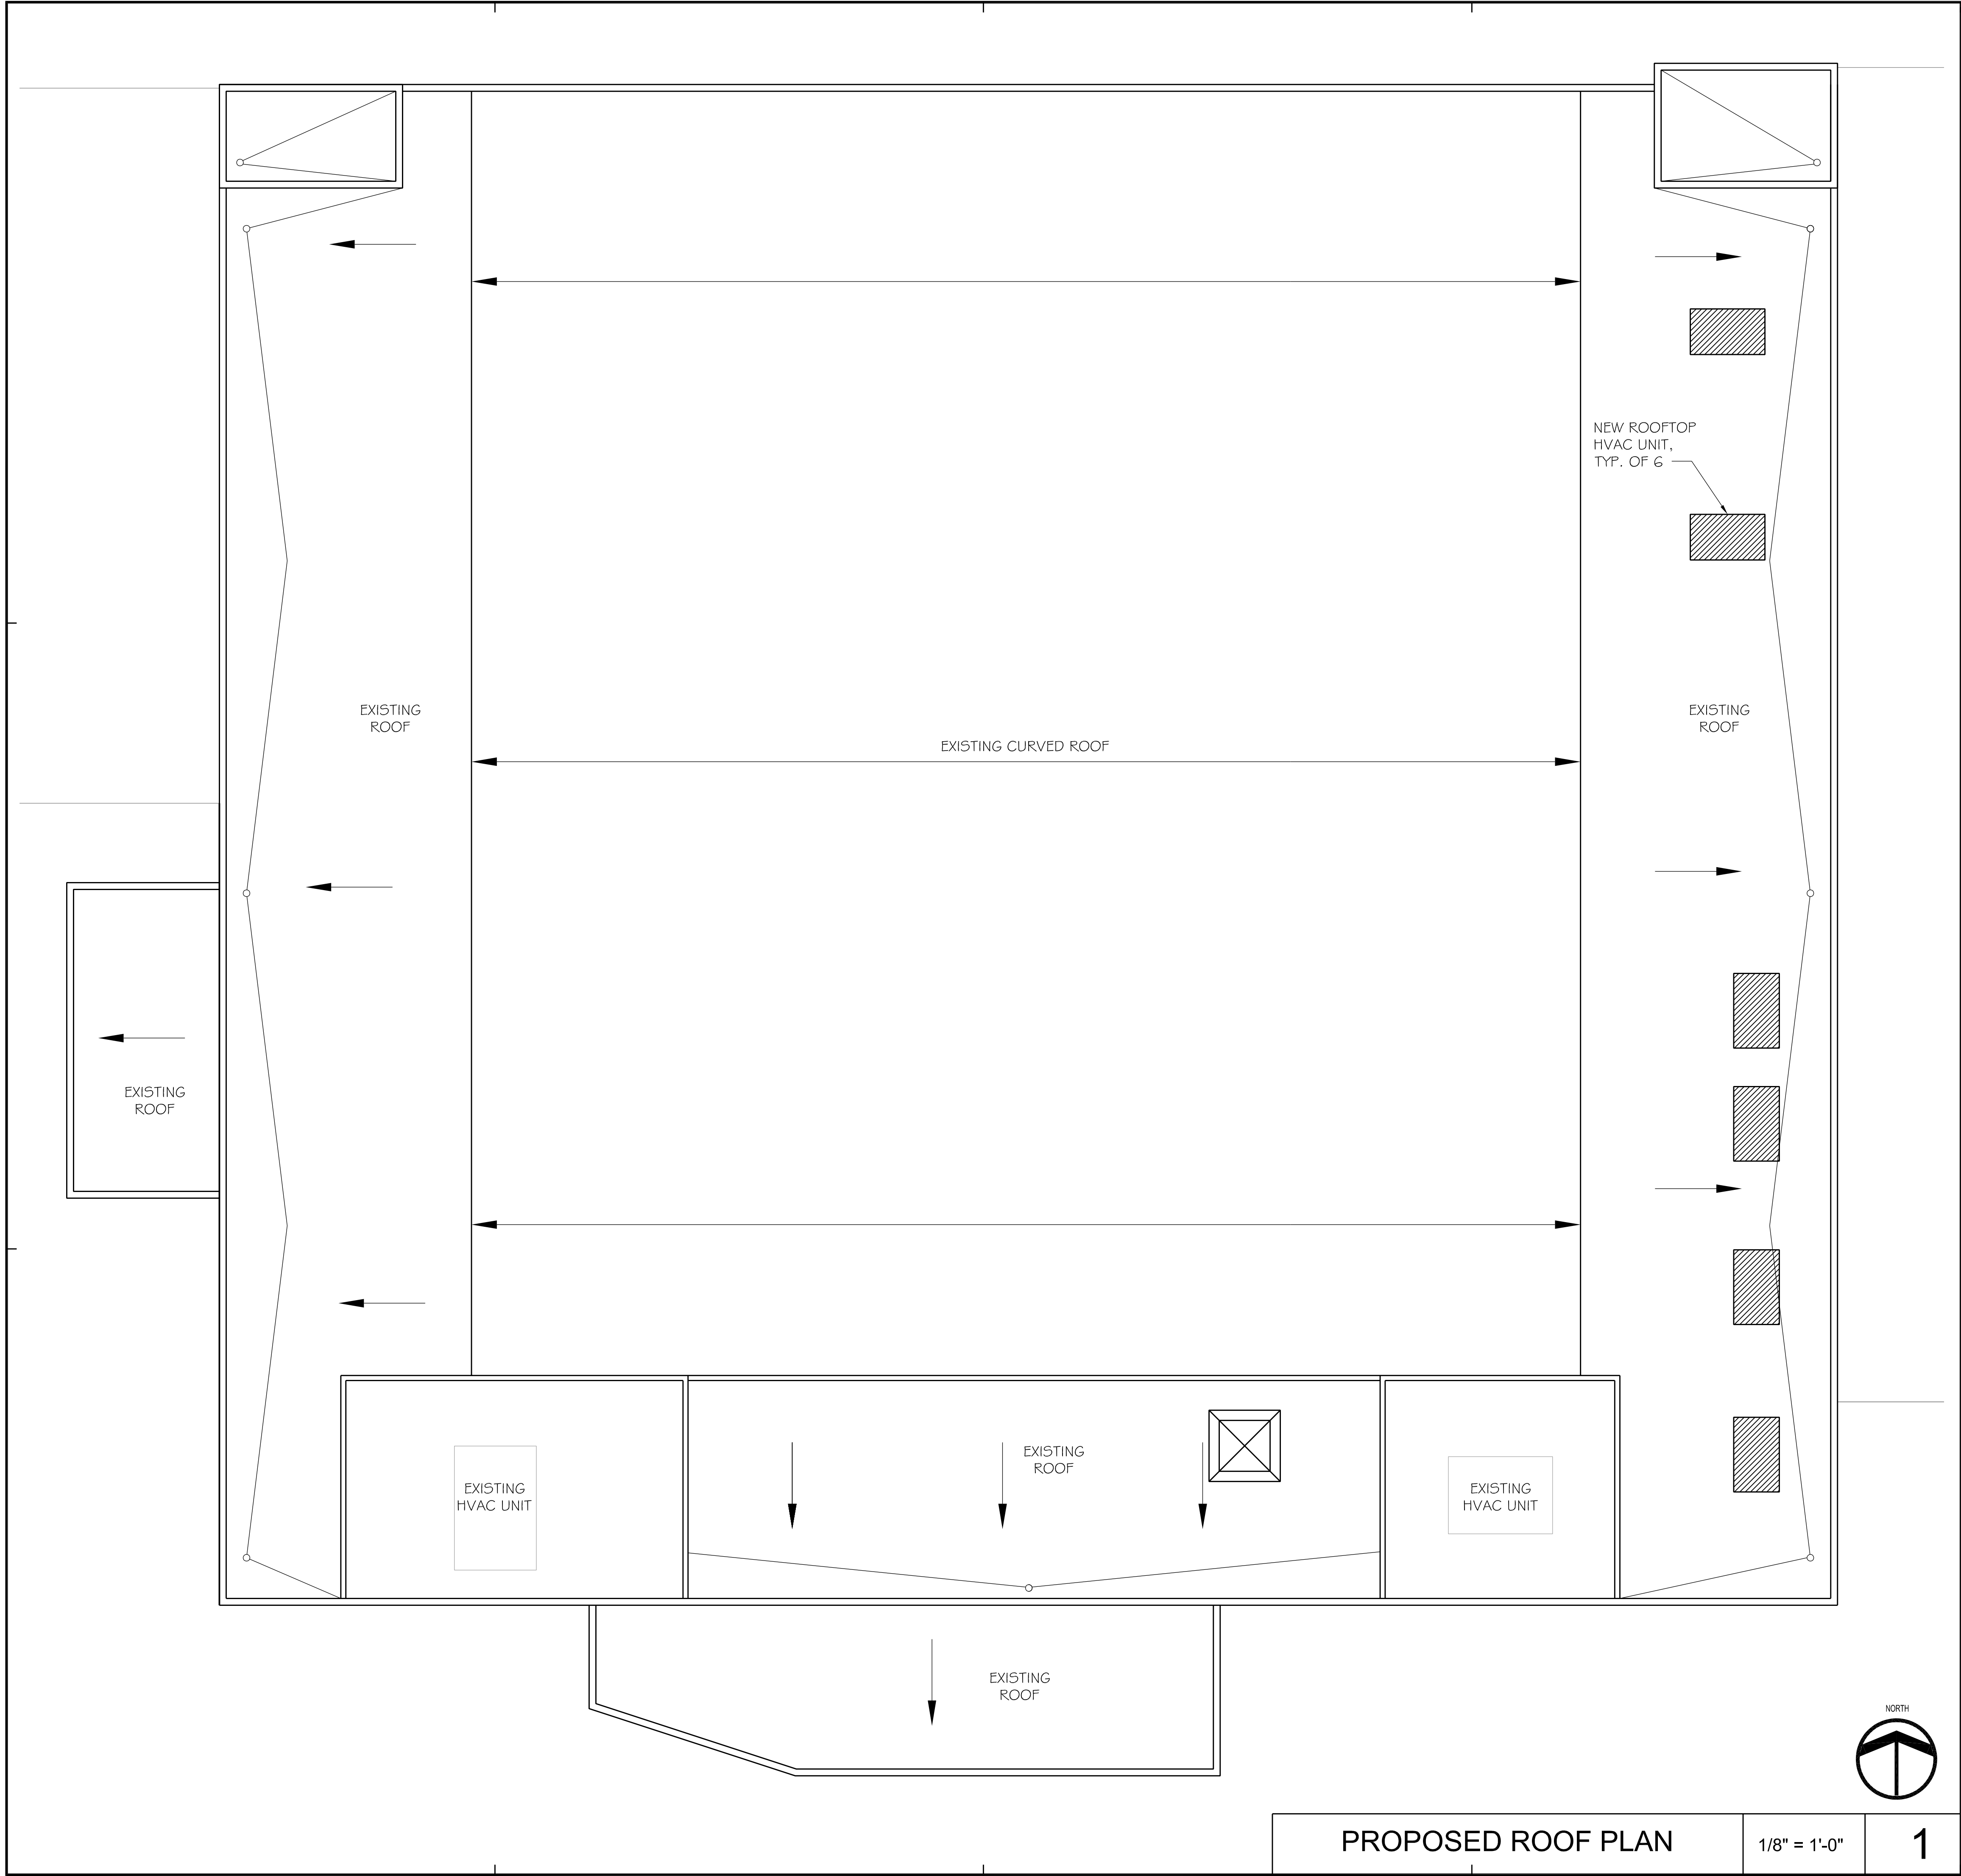 NEW ROOFTOP
HVAC UNIT,
TYP. OF 6
EXISTING
ROOF
EXISTING CURVED ROOF
EXISTING
ROOF
EXISTING
ROOF
EXISTING
HVAC UNIT
EXISTING
ROOF
EXISTING
HVAC UNIT
EXISTING
ROOF
NORTH
PROPOSED ROOF PLAN
1/8" = 1'-0"
1